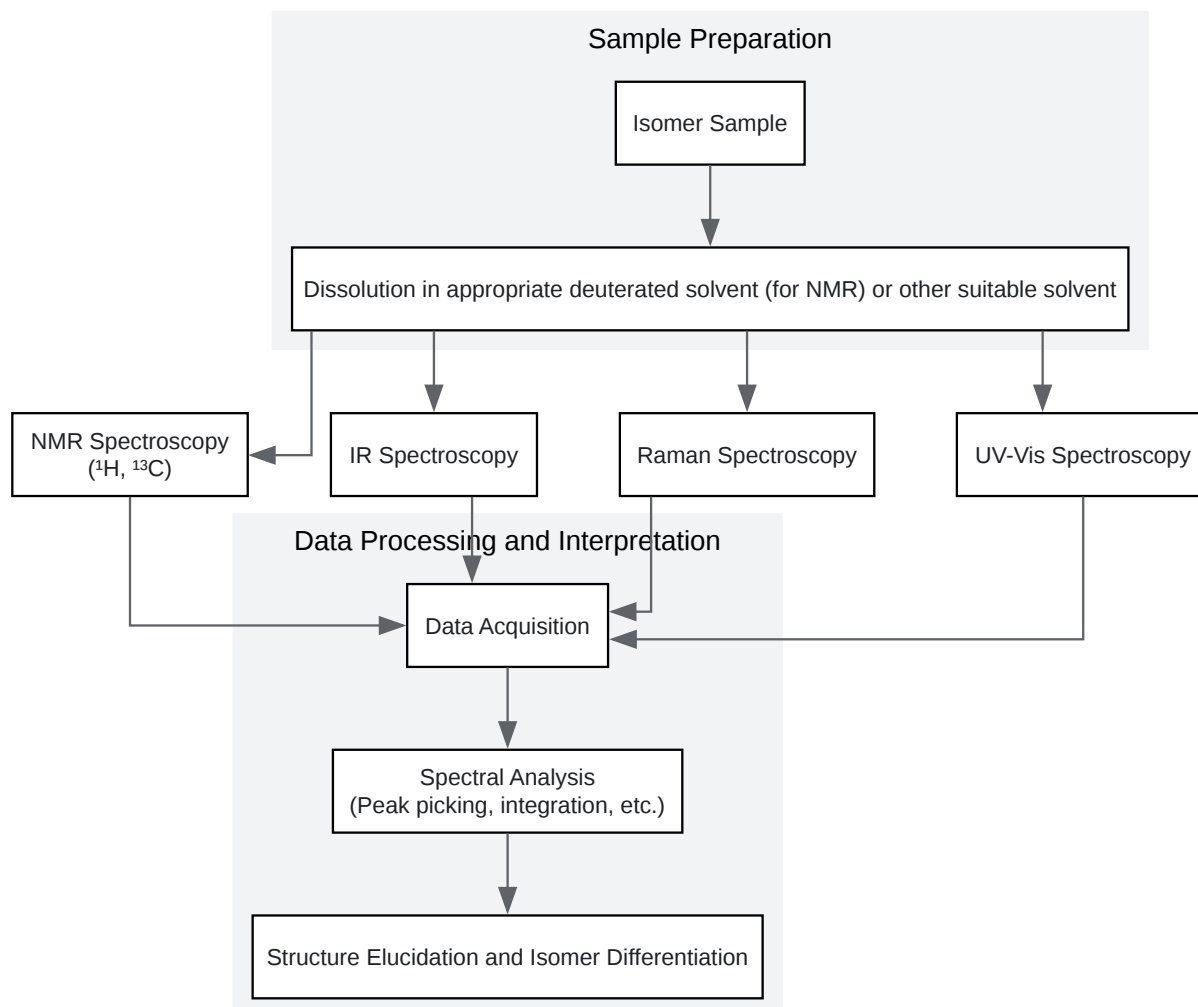 Sample Preparation
Isomer Sample
Dissolution in appropriate deuterated solvent (for NMR) or other suitable solvent
NMR Spectroscopy
(¹H, ¹³C)
IR Spectroscopy
Raman Spectroscopy
UV-Vis Spectroscopy
Data Processing and Interpretation
Data Acquisition
Spectral Analysis
(Peak picking, integration, etc.)
Structure Elucidation and Isomer Differentiation